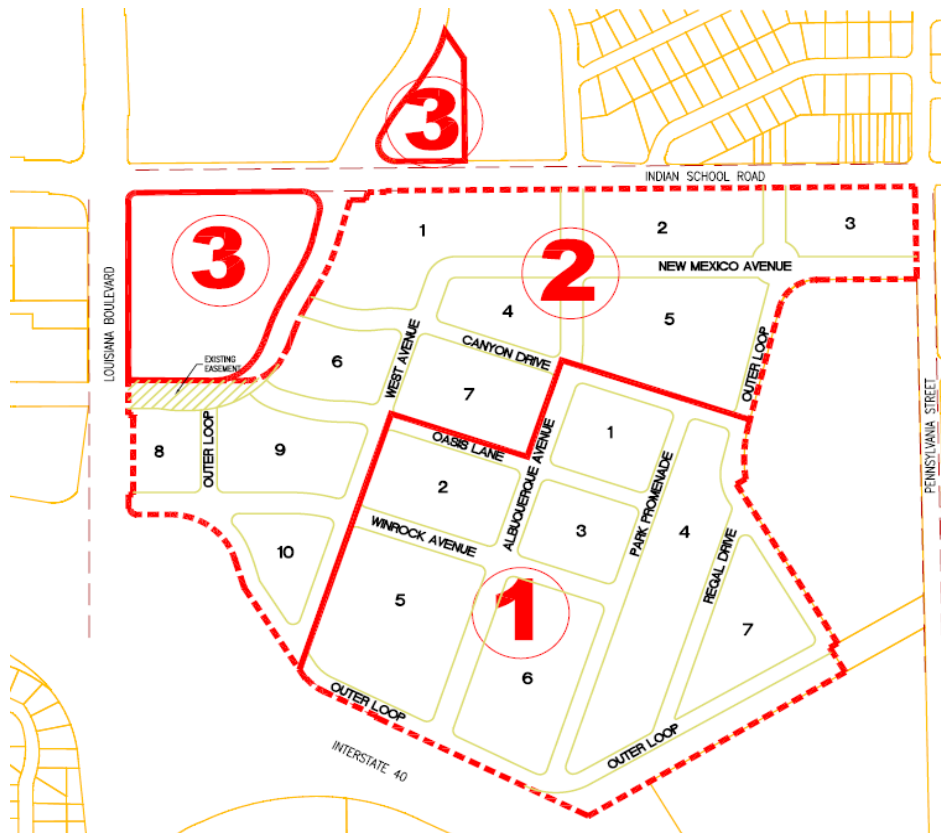 3
INDIAN SCHOOL ROAD
3
1
2
3
2
NEW MEXICO AVENUE
LOUISIANA BOULEVARD
4
5
EXISTING
EASEMENT
6
WEST AVENUE
CANYON DRIVE
OUTER LOOP
PENNSYLVANIA STREET
7
8
OUTER LOOP
9
OASIS LANE
ALBUQUERQUE AVENUE
1
2
PARK PROMENADE
WINROCK AVENUE
3
4
10
REGAL DRIVE
5
1
7
6
OUTER LOOP
OUTER LOOP
INTERSTATE 40